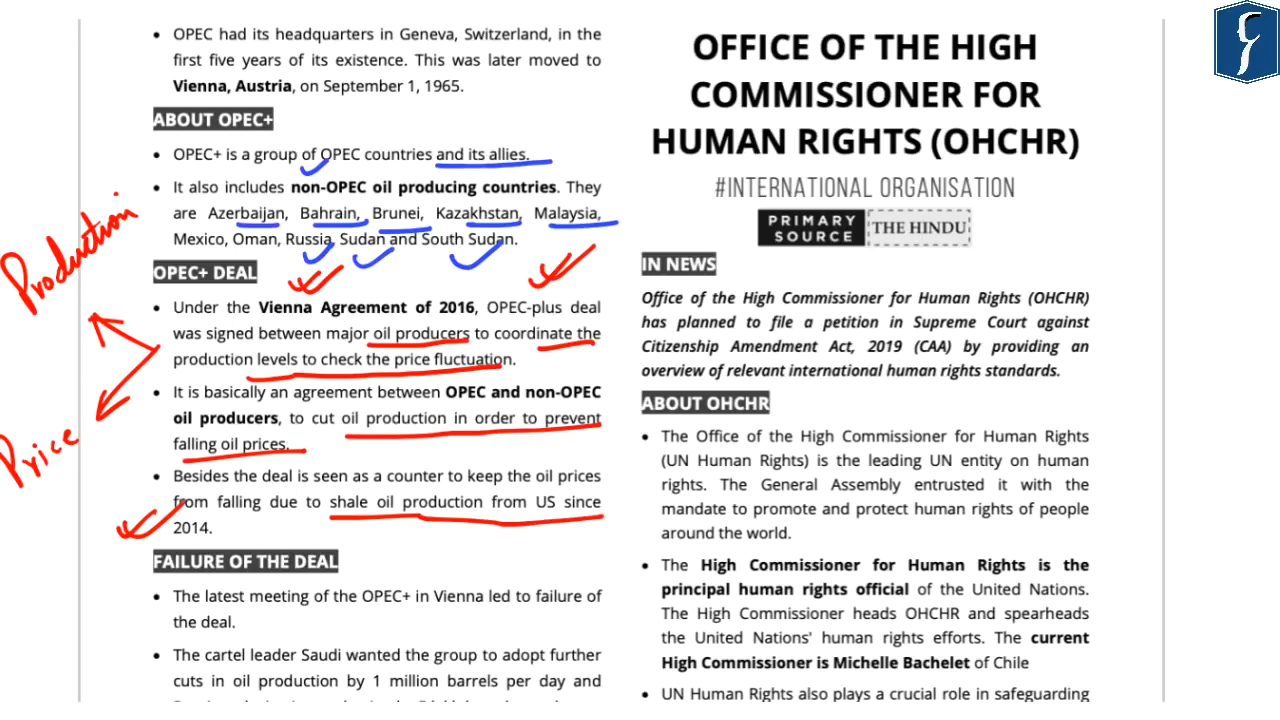 • OPEC had its headquarters in Geneva, Switzerland, in the
first five years of its existence. This was later moved to
Vienna, Austria, on September 1, 1965.
ABOUT OPEC+
• OPEC+ is a group of OPEC countries and its allies.
• It also includes non-OPEC oil producing countries. They
are Azerbaijan, Bahrain, Brunei, Kazakhstan, Malaysia,
Mexico, Oman, Russia, Sudan and South Sudan.
OPEC+ DEAL
• Under the Vienna Agreement of 2016, OPEC-plus deal
was signed between major oil producers to coordinate the
production levels to check the price fluctuation.
• It is basically an agreement between OPEC and non-OPEC
oil producers, to cut oil production in order to prevent
falling oil prices.
• Besides the deal is seen as a counter to keep the oil prices
from falling due to shale oil production from US since
2014.
FAILURE OF THE DEAL
• The latest meeting of the OPEC+ in Vienna led to failure of
the deal.
• The cartel leader Saudi wanted the group to adopt further
cuts in oil production by 1 million barrels per day and
Production
Price
OFFICE OF THE HIGH
COMMISSIONER FOR
HUMAN RIGHTS (OHCHR)
#INTERNATIONAL ORGANISATION
PRIMARY
SOURCE
THE HINDU
IN NEWS
Office of the High Commissioner for Human Rights (OHCHR)
has planned to file a petition in Supreme Court against
Citizenship Amendment Act, 2019 (CAA) by providing an
overview of relevant international human rights standards.
ABOUT OHCHR
• The Office of the High Commissioner for Human Rights
(UN Human Rights) is the leading UN entity on human
rights. The General Assembly entrusted it with the
mandate to promote and protect human rights of people
around the world.
• The High Commissioner for Human Rights is the
principal human rights official of the United Nations.
The High Commissioner heads OHCHR and spearheads
the United Nations' human rights efforts. The current
High Commissioner is Michelle Bachelet of Chile
• UN Human Rights also plays a crucial role in safeguarding